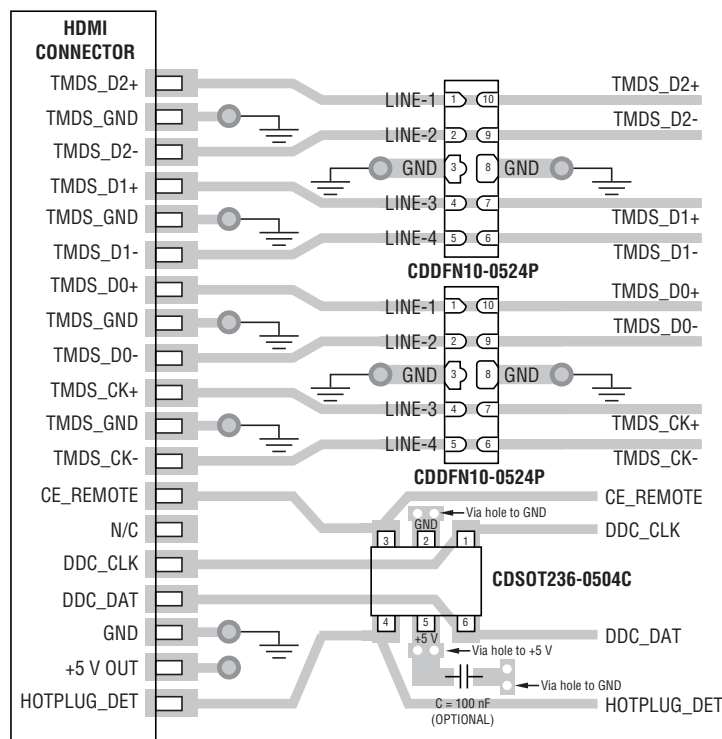 HDMI
CONNECTOR
TMDS_D2+
TMDS_GND
TMDS_D2-
TMDS_D1+
TMDS_GND
TMDS_D1-
TMDS_D0+
TMDS_GND
TMDS_D0-
TMDS_CK+
TMDS_GND
TMDS_CK-
CE_REMOTE
N/C
DDC_CLK
DDC_DAT
GND
+5 V OUT
HOTPLUG_DET
LINE-1 1 10 TMDS_D2+
LINE-2 2 9 TMDS_D2-
GND 3 8 GND
LINE-3 4 7 TMDS_D1+
LINE-4 5 6 TMDS_D1-
CDDFN10-0524P
LINE-1 1 10 TMDS_D0+
LINE-2 2 9 TMDS_D0-
GND 3 8 GND
LINE-3 4 7 TMDS_CK+
LINE-4 5 6 TMDS_CK-
CDDFN10-0524P
CE_REMOTE
Via hole to GND
GND
DDC_CLK
3 2 1
CDSOT236-0504C
4 5 6
+5 V
DDC_DAT
Via hole to +5 V
Via hole to GND
C = 100 nF
(OPTIONAL)
HOTPLUG_DET